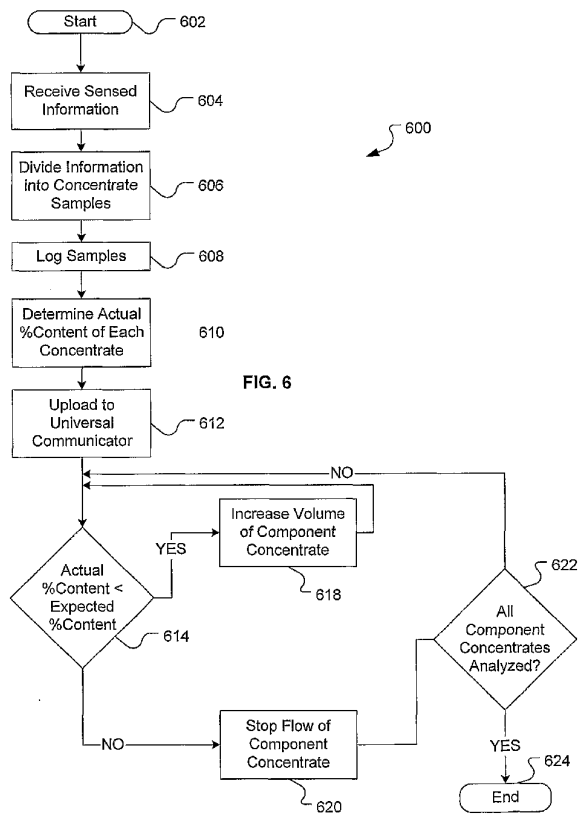 Start
602
Receive Sensed
Information
604
600
Divide Information
into Concentrate
Samples
606
Log Samples
608
Determine Actual
%Content of Each
Concentrate
610
FIG. 6
Upload to
Universal
Communicator
612
NO
Increase Volume
of Component
Concentrate
618
YES
Actual
%Content <
Expected
%Content
614
622
All
Component
Concentrates
Analyzed?
NO
Stop Flow of
Component
Concentrate
620
YES
624
End